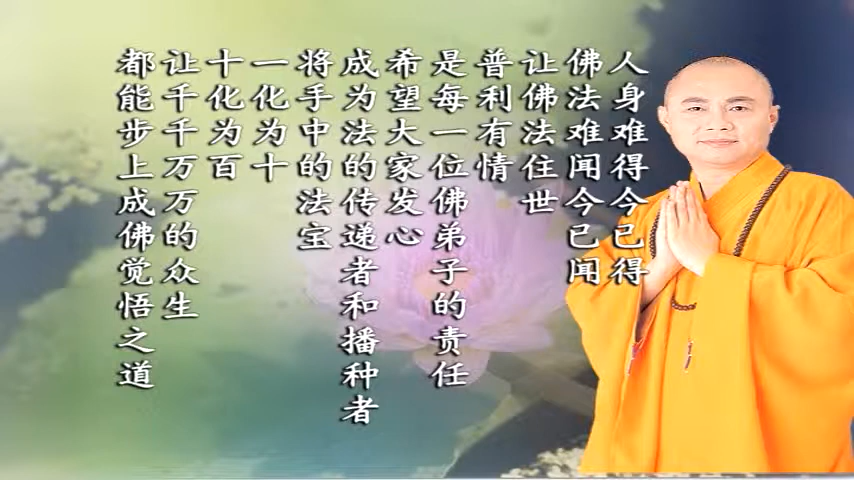 人身难得今已得
佛法难闻今已闻
让佛法住世
普利有情
是每一位佛弟子的责任
希望大家发心
成为法的传递者和播种者
将手中的法宝
一化为十
十化为百
让千千万万的众生
都能步上成佛觉悟之道